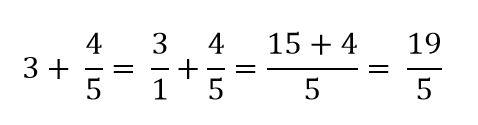 3 + 4/5 = 3/1 + 4/5 = (15 + 4)/5 = 19/5